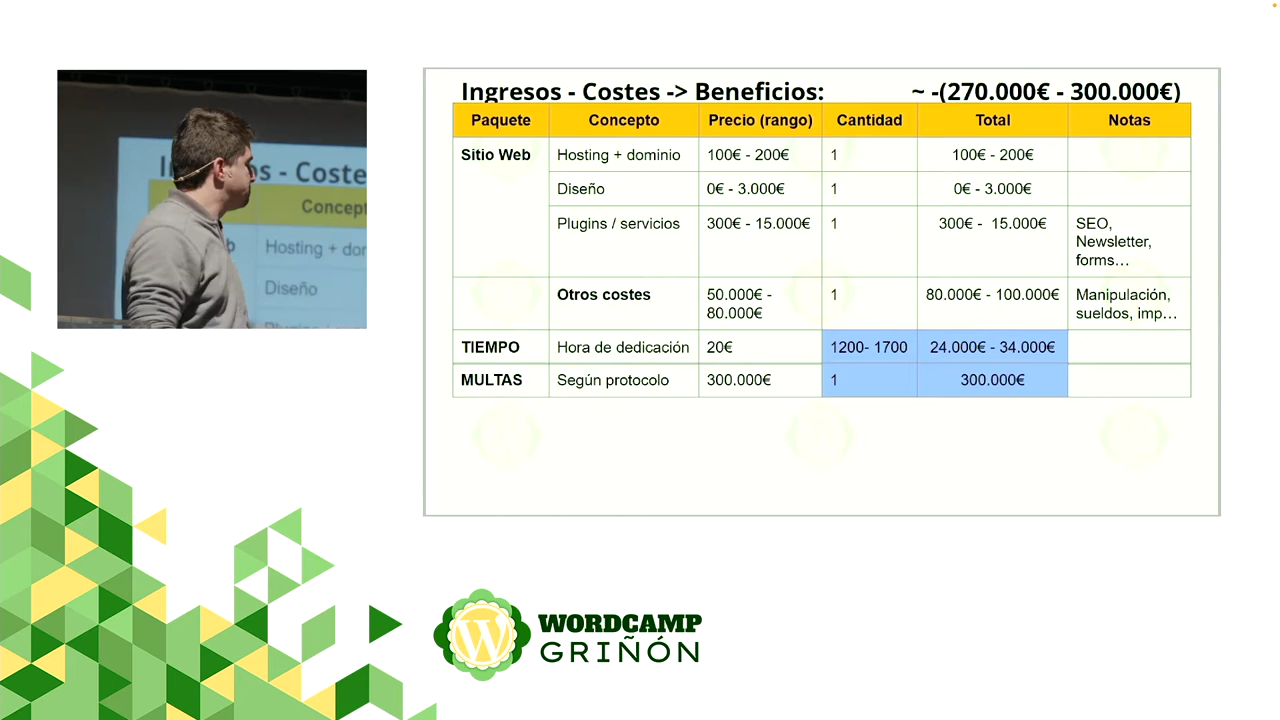 Ingresos - Costes -> Beneficios: ~ -(270.000€ - 300.000€)
Paquete Concepto Precio (rango) Cantidad Total Notas
Sitio Web Hosting + dominio 100€ - 200€ 1 100€ - 200€
Diseño 0€ - 3.000€ 1 0€ - 3.000€
Plugins / servicios 300€ - 15.000€ 1 300€ - 15.000€ SEO,
Newsletter,
forms…
Otros costes 50.000€ - 1 80.000€ - 100.000€ Manipulación,
80.000€ sueldos, imp…
TIEMPO Hora de dedicación 20€ 1200- 1700 24.000€ - 34.000€
MULTAS Según protocolo 300.000€ 1 300.000€
os - Coste
Concept
b Hosting + dor
Diseño
WORDCAMP
GRIÑÓN